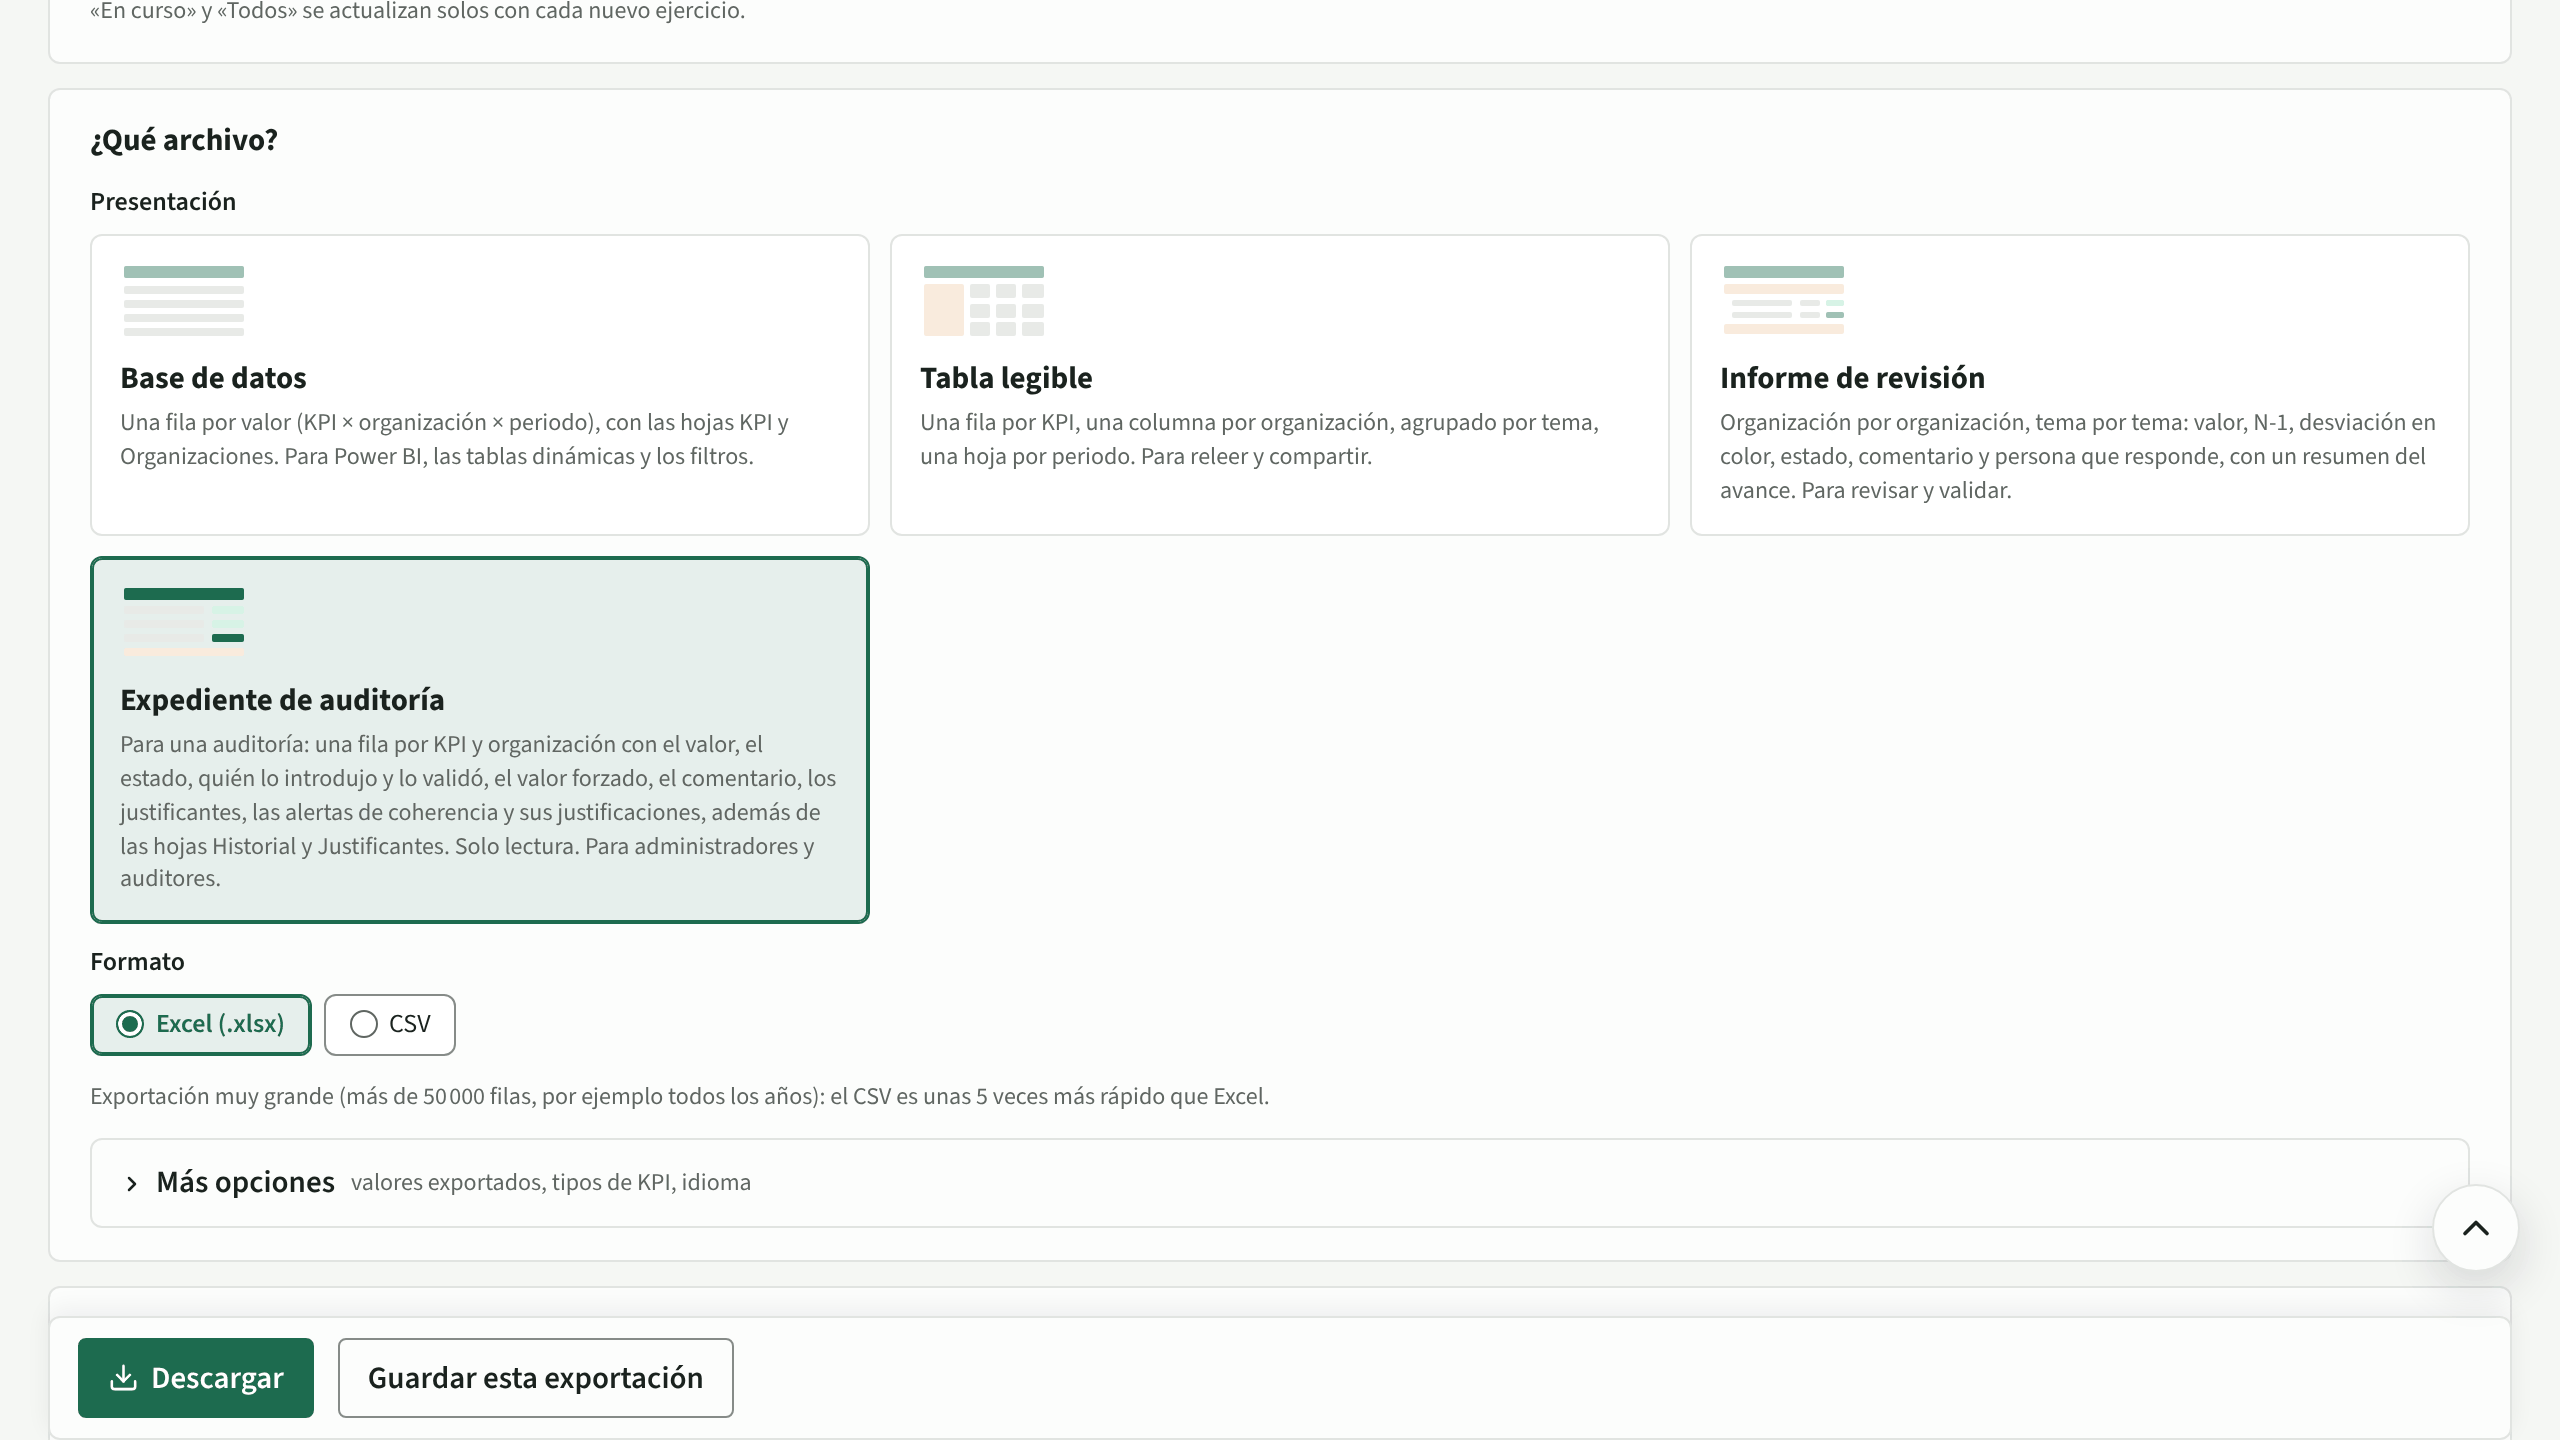 «En curso» y «Todos» se actualizan solos con cada nuevo ejercicio.
¿Qué archivo?
Presentación
Base de datos
Una fila por valor (KPI × organización × periodo), con las hojas KPI y
Organizaciones. Para Power BI, las tablas dinámicas y los filtros.
Tabla legible
Una fila por KPI, una columna por organización, agrupado por tema,
una hoja por periodo. Para releer y compartir.
Informe de revisión
Organización por organización, tema por tema: valor, N-1, desviación en
color, estado, comentario y persona que responde, con un resumen del
avance. Para revisar y validar.
Expediente de auditoría
Para una auditoría: una fila por KPI y organización con el valor, el
estado, quién lo introdujo y lo validó, el valor forzado, el comentario, los
justificantes, las alertas de coherencia y sus justificaciones, además de
las hojas Historial y Justificantes. Solo lectura. Para administradores y
auditores.
Formato
Excel (.xlsx)
CSV
Exportación muy grande (más de 50 000 filas, por ejemplo todos los años): el CSV es unas 5 veces más rápido que Excel.
Más opciones valores exportados, tipos de KPI, idioma
Descargar
Guardar esta exportación